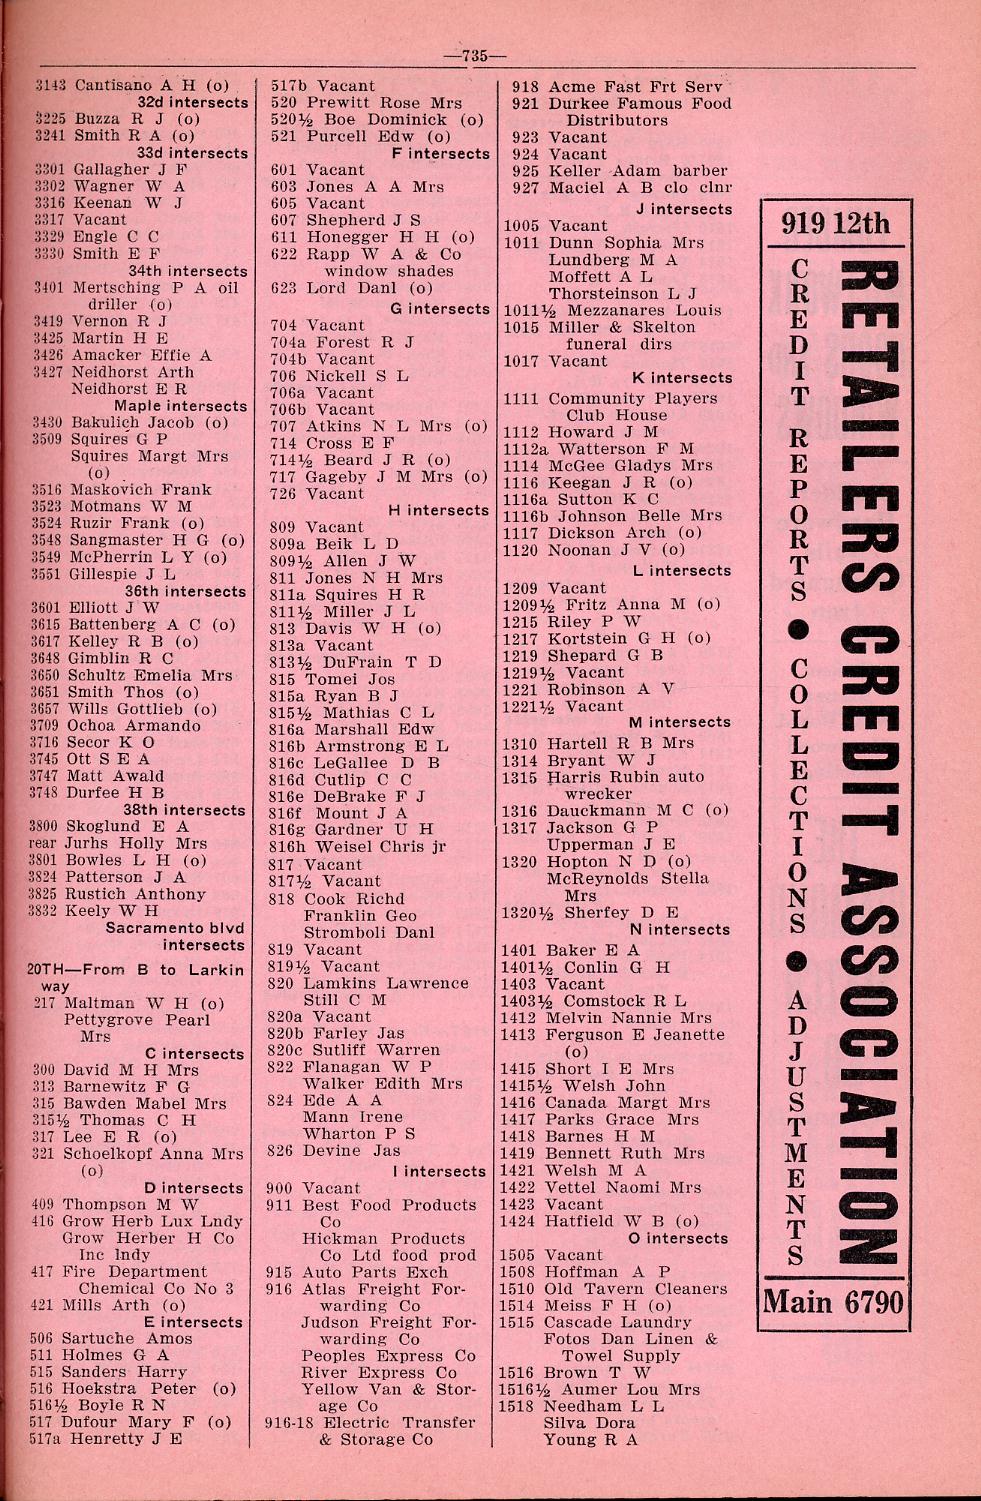 —735—
3143 Cantisano A H (o)
32d intersects
3225 Buzza R J (o)
3241 Smith R A (o)
33d intersects
3301 Gallagher J F
3302 Wagner W A
3316 Keenan W J
3317 Vacant
3329 Engle C C
3330 Smith E F
34th intersects
3401 Mertsching P A oil
driller (o)
3419 Vernon R J
3425 Martin H E
3426 Amacker Effie A
3427 Neidhorst Arth
Neidhorst E R
Maple intersects
3430 Bakulich Jacob (o)
3509 Squires G P
Squires Margt Mrs
(o)
3516 Maskovich Frank
3523 Motmans W M
3524 Ruzir Frank (o)
3548 Sangmaster H G (o)
3549 McPherrin L Y (o)
3551 Gillespie J L
36th intersects
3601 Elliott J W
3615 Battenberg A C (o)
3617 Kelley R B (o)
3648 Gimblin R C
3650 Schultz Emelia Mrs
3651 Smith Thos (o)
3657 Wills Gottlieb (o)
3709 Ochoa Armando
3716 Secor K O
3745 Ott S E A
3747 Matt Awald
3748 Durfee H B
38th intersects
3800 Skoglund E A
rear Jurhs Holly Mrs
3801 Bowles L H (o)
3824 Patterson J A
3825 Rustich Anthony
3832 Keely W H
Sacramento blvd
intersects
20TH—From B to Larkin
way
217 Maltman W H (o)
Pettygrove Pearl
Mrs
C intersects
300 David M H Mrs
313 Barnewitz F G
315 Bawden Mabel Mrs
315½ Thomas C H
317 Lee E R (o)
321 Schoelkopf Anna Mrs
(o)
D intersects
409 Thompson M W
416 Grow Herb Lux Lndy
Grow Herber H Co
Inc lndy
417 Fire Department
Chemical Co No 3
421 Mills Arth (o)
E intersects
506 Sartuche Amos
511 Holmes G A
515 Sanders Harry
516 Hoekstra Peter (o)
516½ Boyle R N
517 Dufour Mary F (o)
517a Henretty J E
517b Vacant
520 Prewitt Rose Mrs
520½ Boe Dominick (o)
521 Purcell Edw (o)
F intersects
601 Vacant
603 Jones A A Mrs
605 Vacant
607 Shepherd J S
611 Honegger H H (o)
622 Rapp W A & Co
window shades
623 Lord Danl (o)
G intersects
704 Vacant
704a Forest R J
704b Vacant
706 Nickell S L
706a Vacant
706b Vacant
707 Atkins N L Mrs (o)
714 Cross E F
714½ Beard J R (o)
717 Gageby J M Mrs (o)
726 Vacant
H intersects
809 Vacant
809a Beik L D
809½ Allen J W
811 Jones N H Mrs
811a Squires H R
811½ Miller J L
813 Davis W H (o)
813a Vacant
813½ DuFrain T D
815 Tomei Jos
815a Ryan B J
815½ Mathias C L
816a Marshall Edw
816b Armstrong E L
816c LeGallee D B
816d Cutlip C C
816e DeBrake F J
816f Mount J A
816g Gardner U H
816h Weisel Chris jr
817 Vacant
817½ Vacant
818 Cook Richd
Franklin Geo
Stromboli Danl
819 Vacant
819½ Vacant
820 Lamkins Lawrence
Still C M
820a Vacant
820b Farley Jas
820c Sutliff Warren
822 Flanagan W P
Walker Edith Mrs
824 Ede A A
Mann Irene
Wharton P S
826 Devine Jas
I intersects
900 Vacant
911 Best Food Products
Co
Hickman Products
Co Ltd food prod
915 Auto Parts Exch
916 Atlas Freight For-
warding Co
Judson Freight For-
warding Co
Peoples Express Co
River Express Co
Yellow Van & Stor-
age Co
916-18 Electric Transfer
& Storage Co
918 Acme Fast Frt Serv
921 Durkee Famous Food
Distributors
923 Vacant
924 Vacant
925 Keller Adam barber
927 Maciel A B clo clnr
J intersects
1005 Vacant
1011 Dunn Sophia Mrs
Lundberg M A
Moffett A L
Thorsteinson L J
1011½ Mezzanares Louis
1015 Miller & Skelton
funeral dirs
1017 Vacant
K intersects
1111 Community Players
Club House
1112 Howard J M
1112a Watterson F M
1114 McGee Gladys Mrs
1116 Keegan J R (o)
1116a Sutton K C
1116b Johnson Belle Mrs
1117 Dickson Arch (o)
1120 Noonan J V (o)
L intersects
1209 Vacant
1209½ Fritz Anna M (o)
1215 Riley P W
1217 Kortstein G H (o)
1219 Shepard G B
1219½ Vacant
1221 Robinson A V
1221½ Vacant
M intersects
1310 Hartell R B Mrs
1314 Bryant W J
1315 Harris Rubin auto
wrecker
1316 Dauckmann M C (o)
1317 Jackson G P
Upperman J E
1320 Hopton N D (o)
McReynolds Stella
Mrs
1320½ Sherfey D E
N intersects
1401 Baker E A
1401½ Conlin G H
1403 Vacant
1403½ Comstock R L
1412 Melvin Nannie Mrs
1413 Ferguson E Jeanette
(o)
1415 Short I E Mrs
1415½ Welsh John
1416 Canada Margt Mrs
1417 Parks Grace Mrs
1418 Barnes H M
1419 Bennett Ruth Mrs
1421 Welsh M A
1422 Vettel Naomi Mrs
1423 Vacant
1424 Hatfield W B (o)
O intersects
1505 Vacant
1508 Hoffman A P
1510 Old Tavern Cleaners
1514 Meiss F H (o)
1515 Cascade Laundry
Fotos Dan Linen &
Towel Supply
1516 Brown T W
1516½ Aumer Lou Mrs
1518 Needham L L
Silva Dora
Young R A
919 12th
RETAILERS CREDIT ASSOCIATION
CREDIT REPORTS ● COLLECTIONS ● ADJUSTMENTS
Main 6790